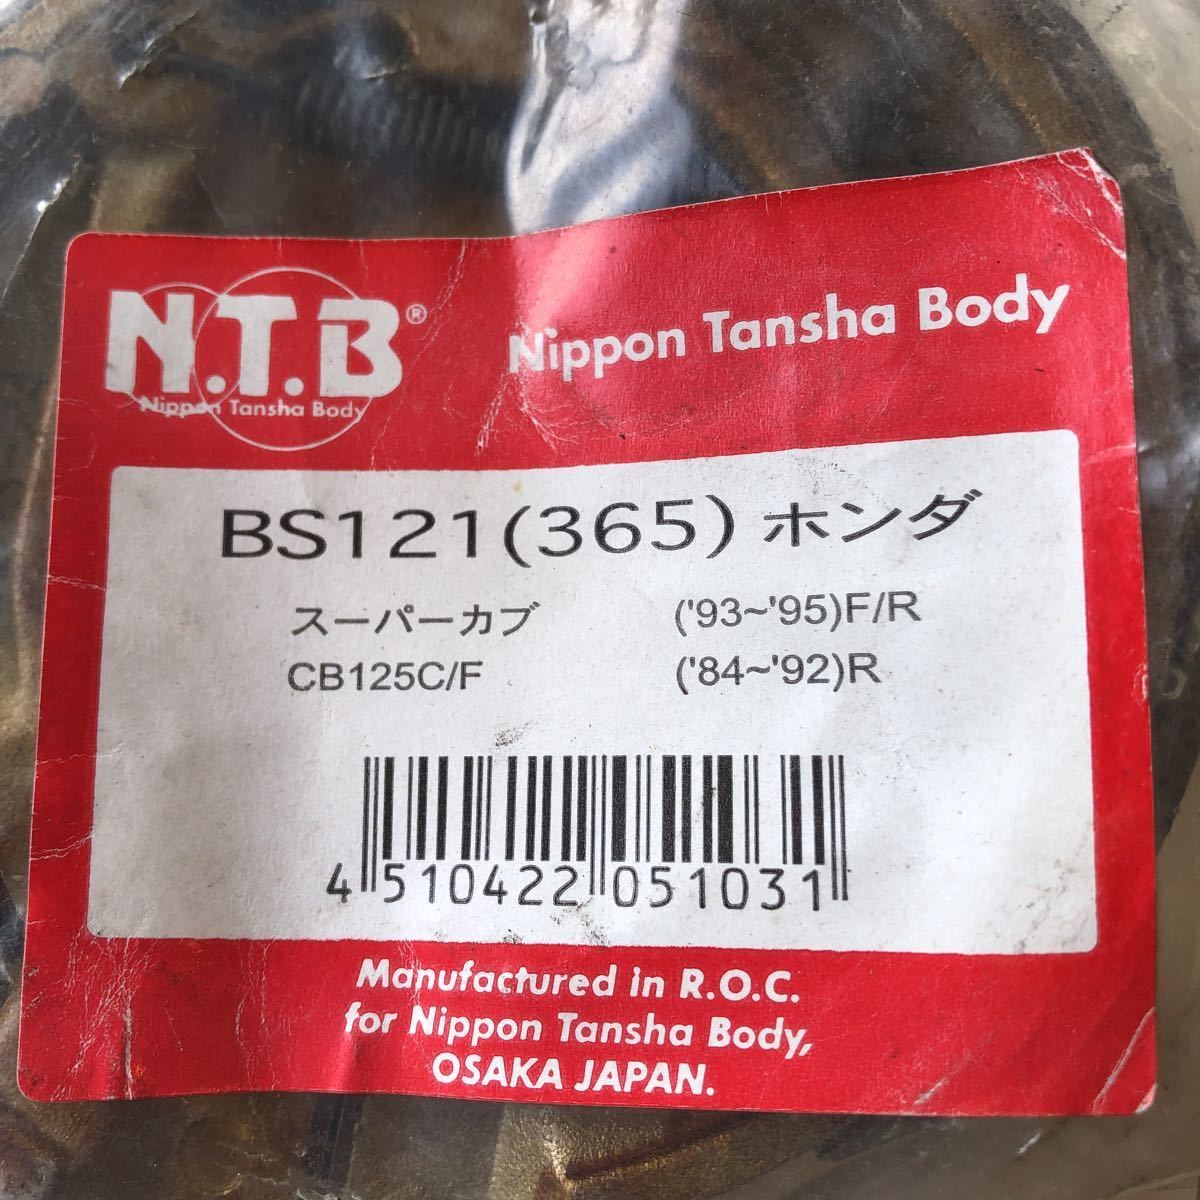 N.T.B®
Nippon Tansha Body
Nippon Tansha Body
BS121(365) ホンダ
スーパーカブ ('93~'95)F/R
CB125C/F ('84~'92)R
4 510422 051031
Manufactured in R.O.C.
for Nippon Tansha Body,
OSAKA JAPAN.